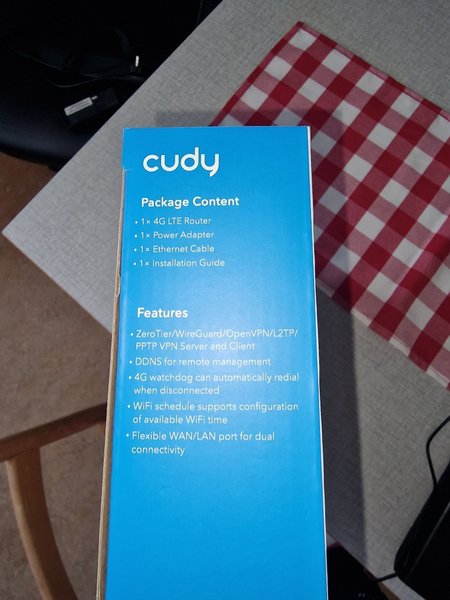 cudy
Package Content
• 1× 4G LTE Router
• 1× Power Adapter
• 1× Ethernet Cable
• 1× Installation Guide
Features
• ZeroTier/WireGuard/OpenVPN/L2TP/
PPTP VPN Server and Client
• DDNS for remote management
• 4G watchdog can automatically redial
when disconnected
• WiFi schedule supports configuration
of available WiFi time
• Flexible WAN/LAN port for dual
connectivity